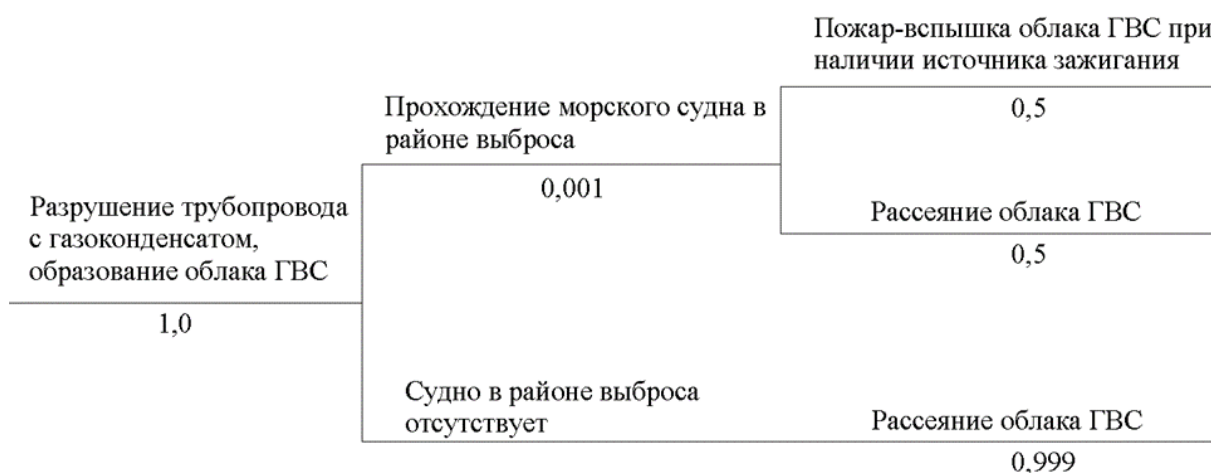 Пожар-вспышка облака ГВС при
наличии источника зажигания
0,5
Прохождение морского судна в
районе выброса
0,001
Рассеяние облака ГВС
0,5
Разрушение трубопровода
с газоконденсатом,
образование облака ГВС
1,0
Судно в районе выброса
отсутствует
Рассеяние облака ГВС
0,999